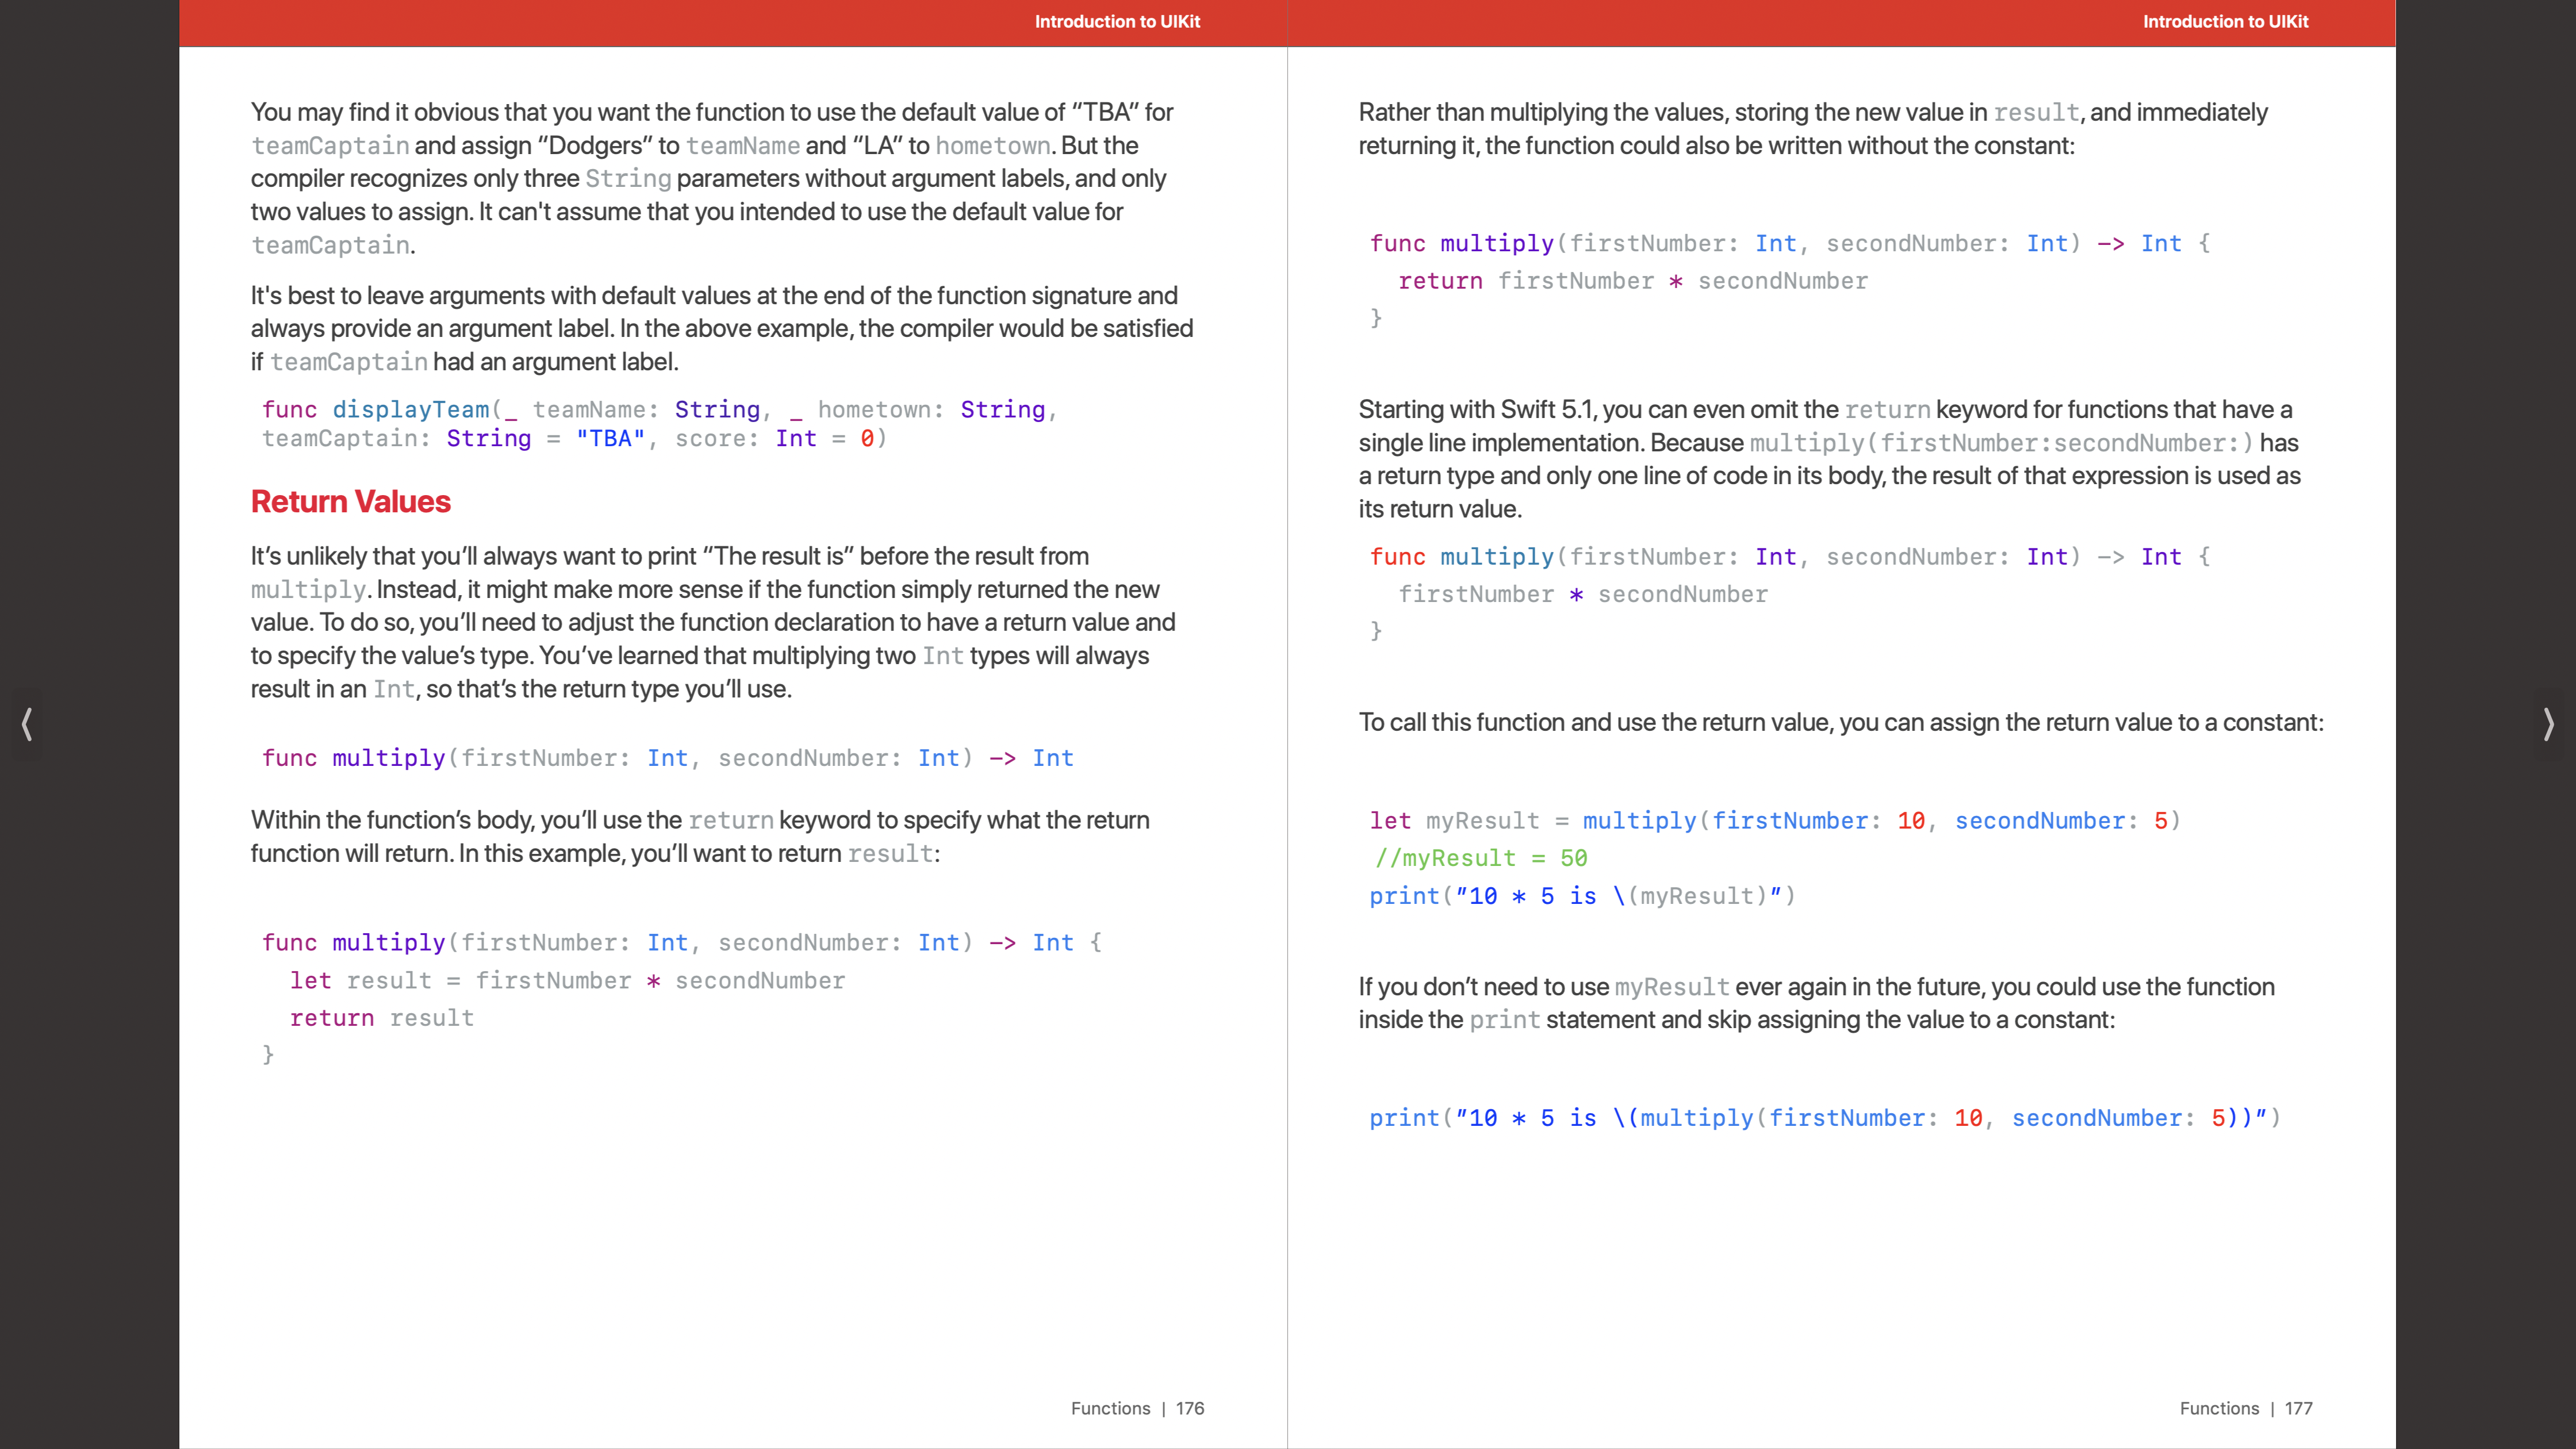 Introduction to UIKit
You may find it obvious that you want the function to use the default value of “TBA” for
teamCaptain and assign “Dodgers” to teamName and “LA” to hometown. But the
compiler recognizes only three String parameters without argument labels, and only
two values to assign. It can't assume that you intended to use the default value for
teamCaptain.
It's best to leave arguments with default values at the end of the function signature and
always provide an argument label. In the above example, the compiler would be satisfied
if teamCaptain had an argument label.
func displayTeam(_ teamName: String, _ hometown: String,
teamCaptain: String = "TBA", score: Int = 0)
Return Values
It’s unlikely that you’ll always want to print “The result is” before the result from
multiply. Instead, it might make more sense if the function simply returned the new
value. To do so, you’ll need to adjust the function declaration to have a return value and
to specify the value’s type. You’ve learned that multiplying two Int types will always
result in an Int, so that’s the return type you’ll use.
func multiply(firstNumber: Int, secondNumber: Int) -> Int
Within the function’s body, you’ll use the return keyword to specify what the return
function will return. In this example, you’ll want to return result:
func multiply(firstNumber: Int, secondNumber: Int) -> Int {
  let result = firstNumber * secondNumber
  return result
}
Functions | 176
Introduction to UIKit
Rather than multiplying the values, storing the new value in result, and immediately
returning it, the function could also be written without the constant:
func multiply(firstNumber: Int, secondNumber: Int) -> Int {
  return firstNumber * secondNumber
}
Starting with Swift 5.1, you can even omit the return keyword for functions that have a
single line implementation. Because multiply(firstNumber:secondNumber:) has
a return type and only one line of code in its body, the result of that expression is used as
its return value.
func multiply(firstNumber: Int, secondNumber: Int) -> Int {
  firstNumber * secondNumber
}
To call this function and use the return value, you can assign the return value to a constant:
let myResult = multiply(firstNumber: 10, secondNumber: 5)
//myResult = 50
print(”10 * 5 is \(myResult)”)
If you don’t need to use myResult ever again in the future, you could use the function
inside the print statement and skip assigning the value to a constant:
print(”10 * 5 is \(multiply(firstNumber: 10, secondNumber: 5))”)
Functions | 177